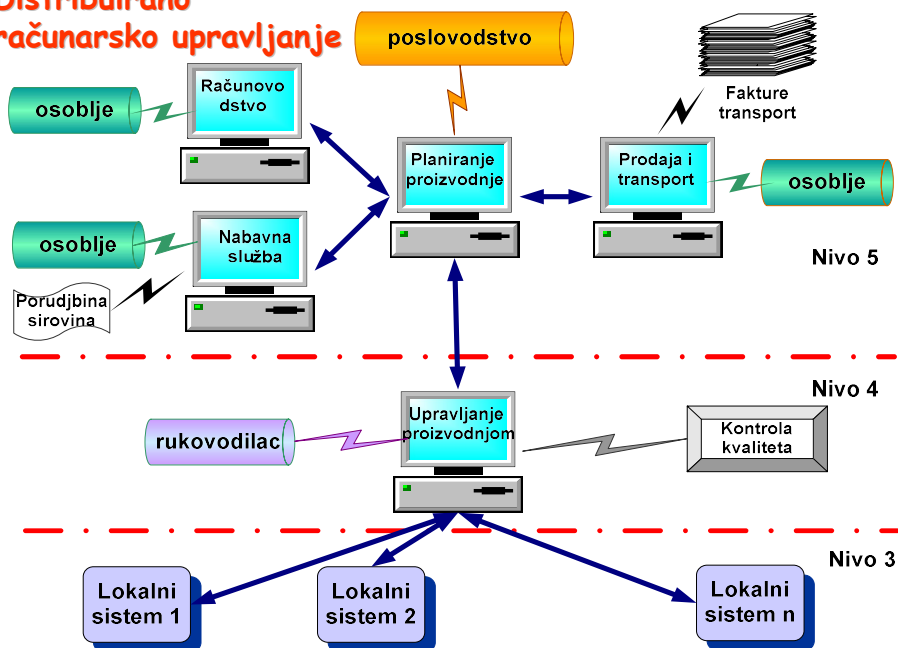 Distribuirano
računarsko upravljanje
poslovodstvo
Fakture
transport
osoblje
Računovo
dstvo
Planiranje
proizvodnje
Prodaja i
transport
osoblje
osoblje
Nabavna
služba
Nivo 5
Porudjbina
sirovina
Nivo 4
rukovodilac
Upravljanje
proizvodnjom
Kontrola
kvaliteta
Nivo 3
Lokalni
sistem 1
Lokalni
sistem 2
Lokalni
sistem n